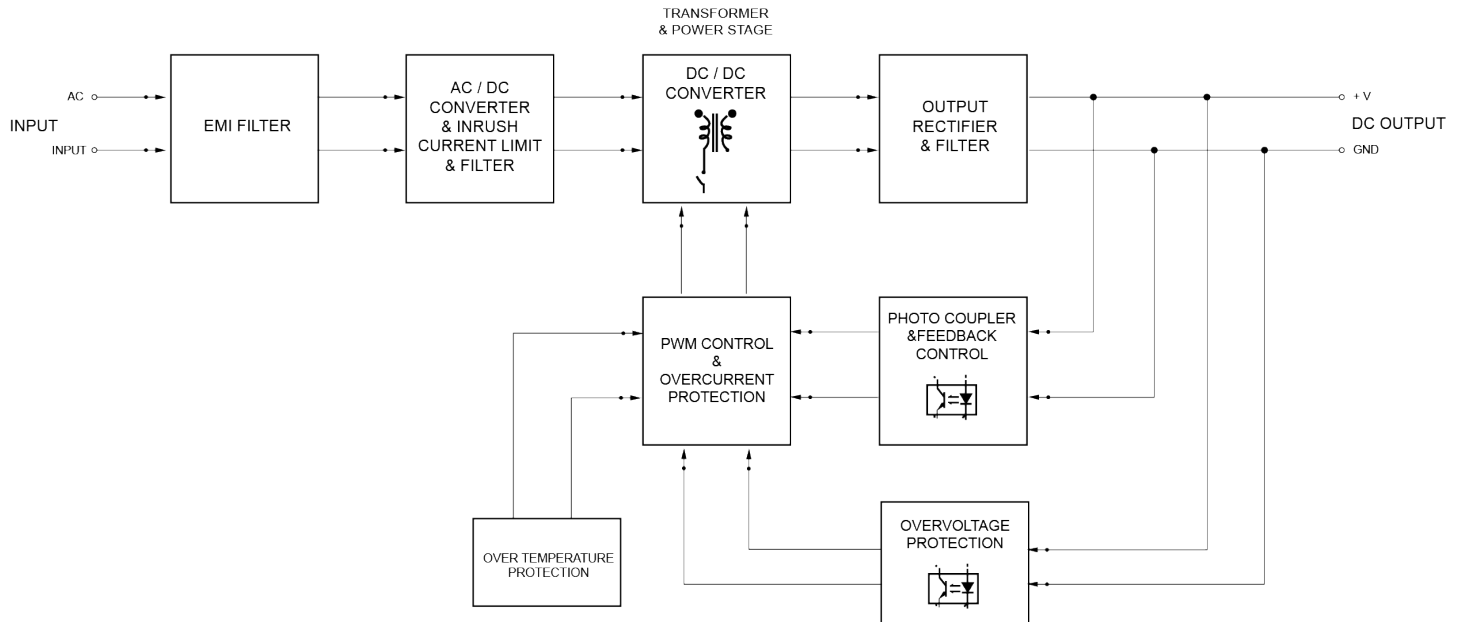 TRANSFORMER
& POWER STAGE
AC
INPUT
INPUT
EMI FILTER
AC / DC
CONVERTER
& INRUSH
CURRENT LIMIT
& FILTER
DC / DC
CONVERTER
OUTPUT
RECTIFIER
& FILTER
+ V
DC OUTPUT
GND
PWM CONTROL
&
OVERCURRENT
PROTECTION
PHOTO COUPLER
&FEEDBACK
CONTROL
OVER TEMPERATURE
PROTECTION
OVERVOLTAGE
PROTECTION